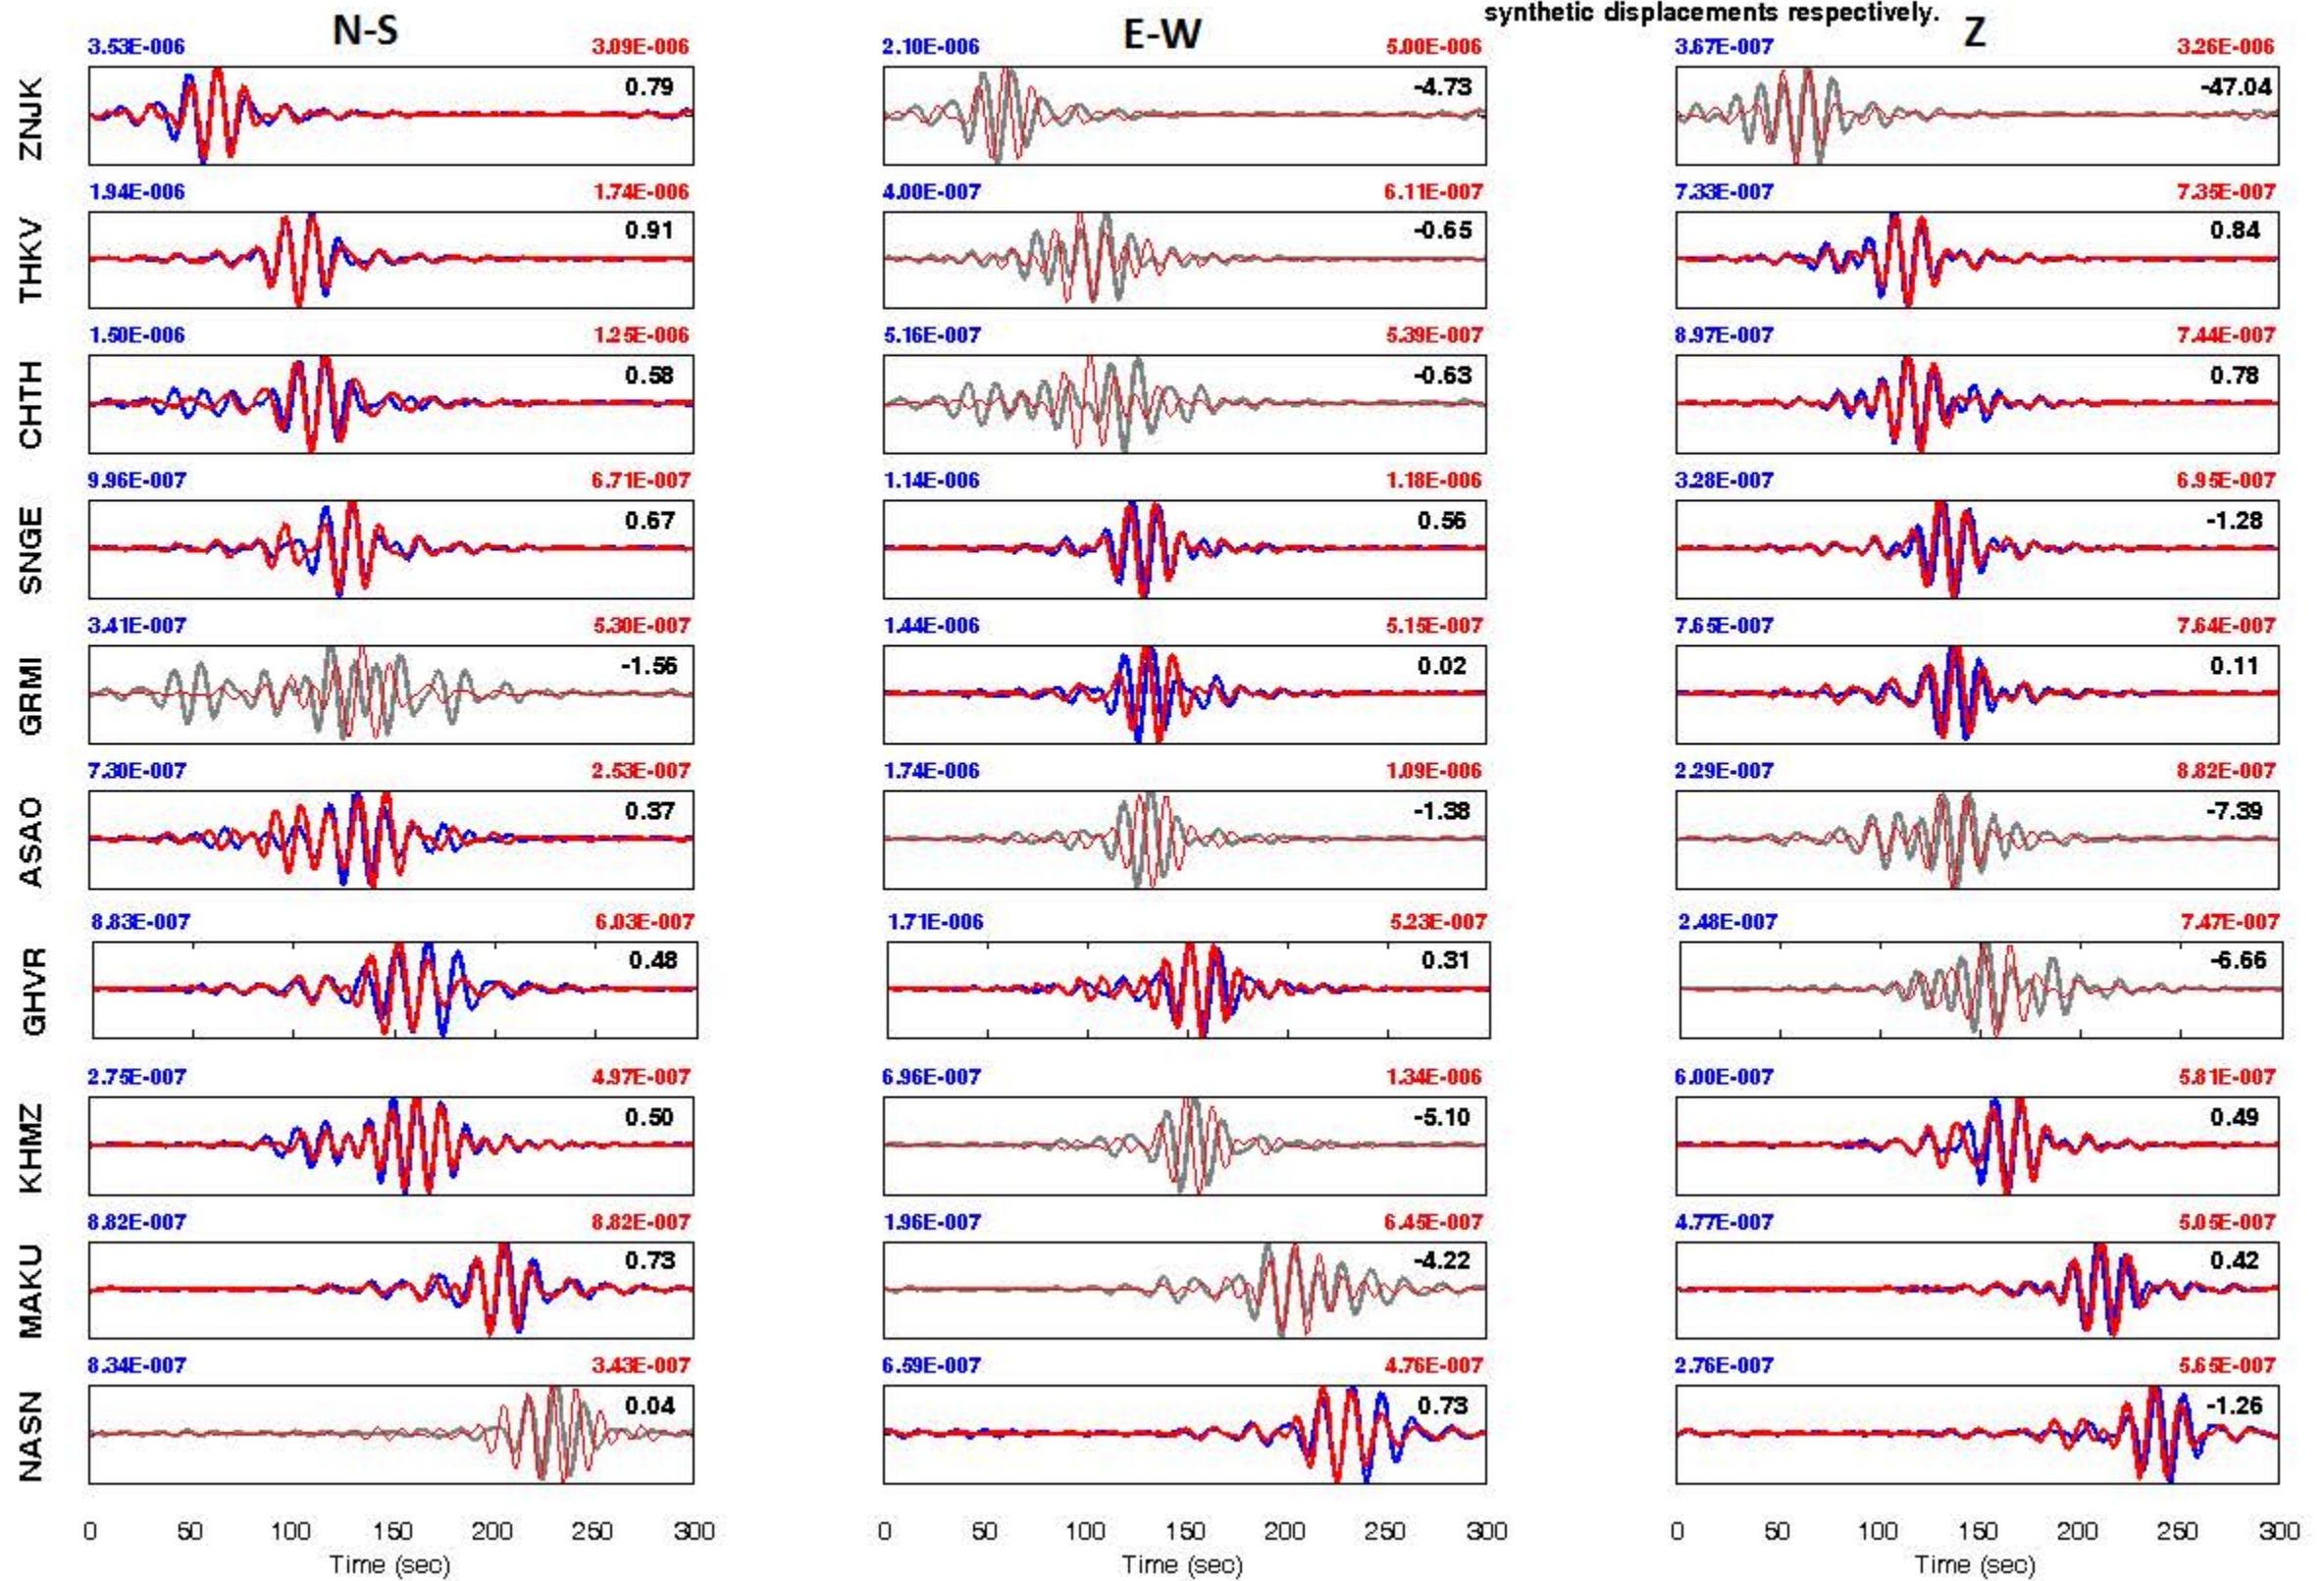 synthetic displacements respectively.
N-S E-W Z
3.53E-006 3.09E-006 2.10E-006 5.00E-006 3.67E-007 3.26E-006
ZNJK 0.79 -4.73 -47.04
1.94E-006 1.74E-006 4.00E-007 6.11E-007 7.33E-007 7.35E-007
THKV 0.91 -0.65 0.84
1.50E-006 1.25E-006 5.16E-007 5.39E-007 8.97E-007 7.44E-007
CHTH 0.58 -0.63 0.78
9.96E-007 6.71E-007 1.14E-006 1.18E-006 3.28E-007 6.95E-007
SNGE 0.67 0.56 -1.28
3.41E-007 5.30E-007 1.44E-006 5.15E-007 7.65E-007 7.64E-007
GRMI -1.56 0.02 0.11
7.30E-007 2.53E-007 1.74E-006 1.09E-006 2.29E-007 8.82E-007
ASAO 0.37 -1.38 -7.39
8.83E-007 6.03E-007 1.71E-006 5.23E-007 2.48E-007 7.47E-007
GHVR 0.48 0.31 -6.66
2.75E-007 4.97E-007 6.96E-007 1.34E-006 6.00E-007 5.81E-007
KHMZ 0.50 -5.10 0.49
8.82E-007 8.82E-007 1.96E-007 6.45E-007 4.77E-007 5.05E-007
MAKU 0.73 -4.22 0.42
8.34E-007 3.43E-007 6.59E-007 4.76E-007 2.76E-007 5.65E-007
NASN 0.04 0.73 -1.26
0 50 100 150 200 250 300 0 50 100 150 200 250 300 0 50 100 150 200 250 300
Time (sec) Time (sec) Time (sec)